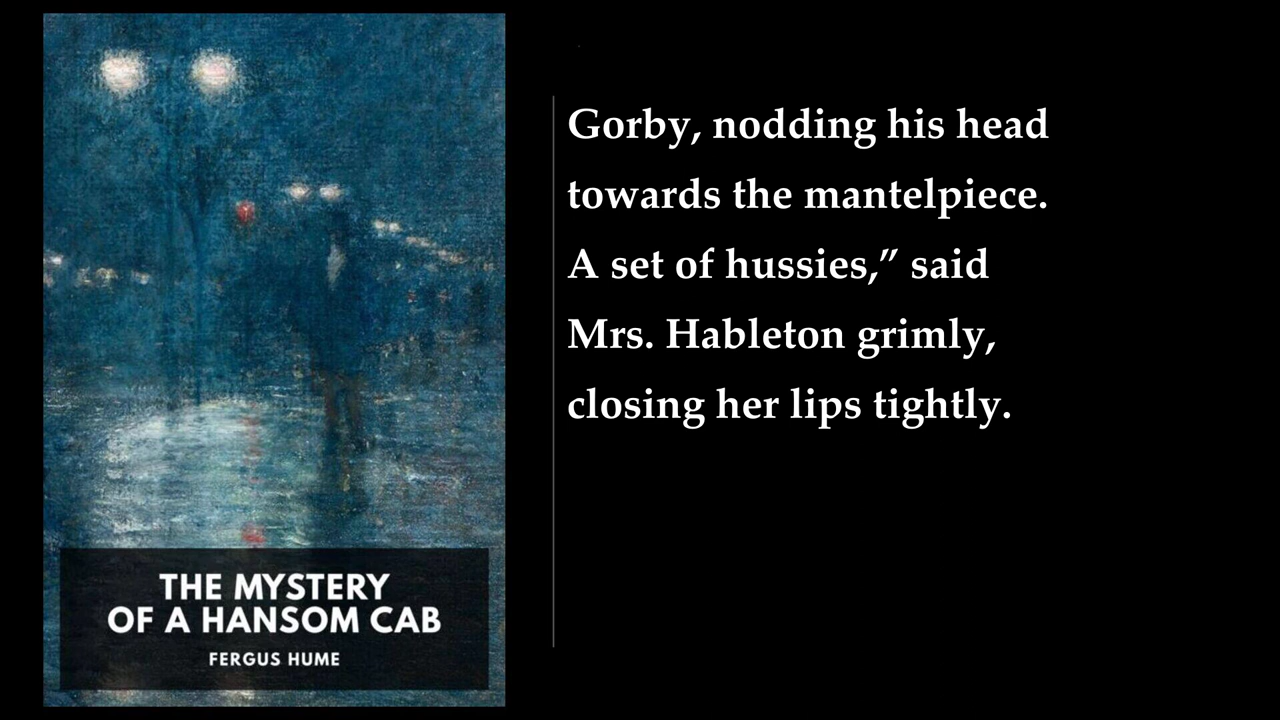 Gorby, nodding his head
towards the mantelpiece.
A set of hussies,” said
Mrs. Hableton grimly,
closing her lips tightly.
THE MYSTERY
OF A HANSOM CAB
FERGUS HUME